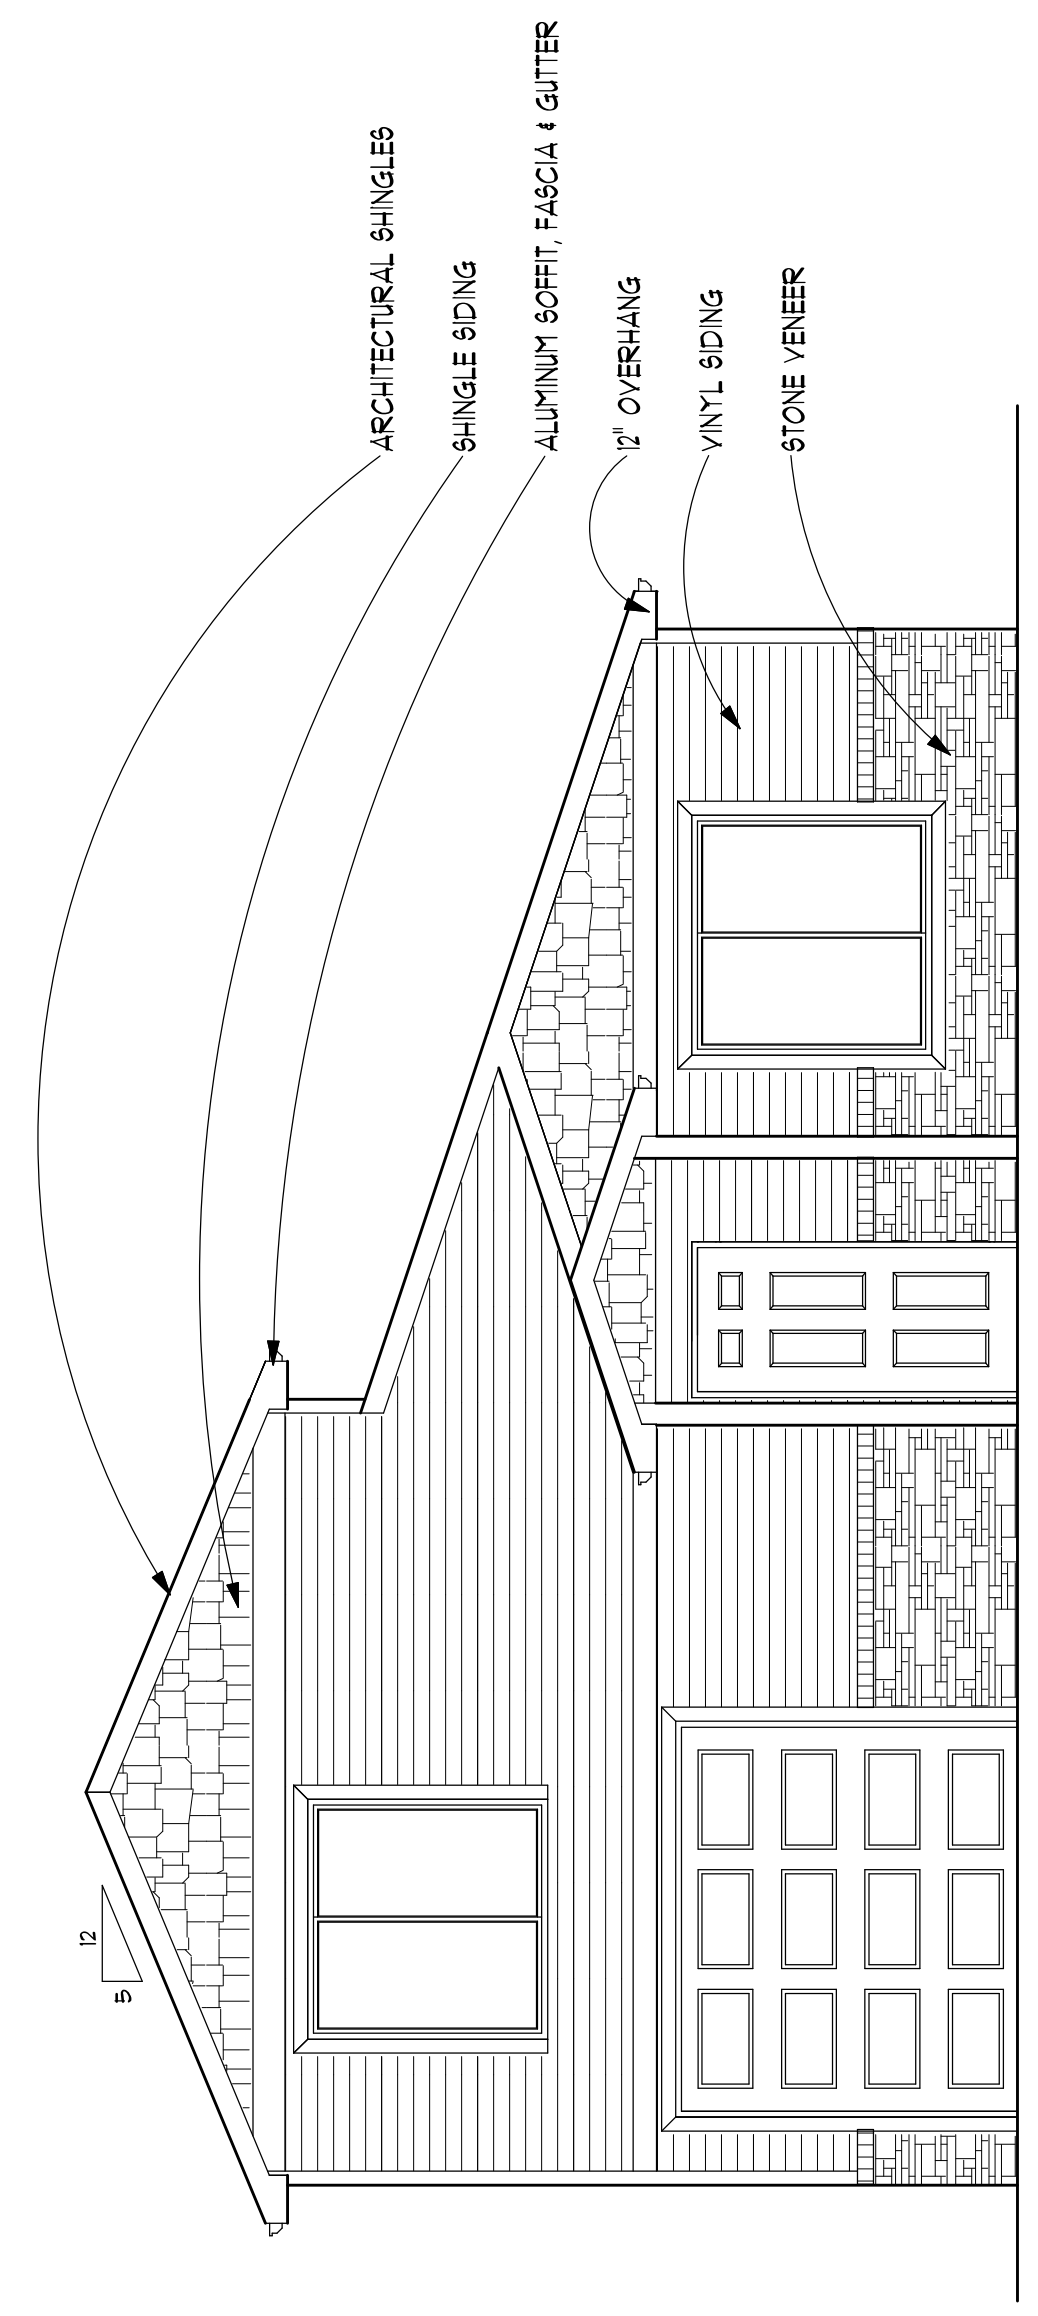 ARCHITECTURAL SHINGLES
SHINGLE SIDING
ALUMINUM SOFFIT, FASCIA & GUTTER
12" OVERHANG
VINYL SIDING
STONE VENEER
12
5